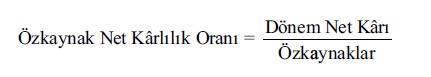 Özkaynak Net Kârlılık Oranı = Dönem Net Kârı
Özkaynaklar